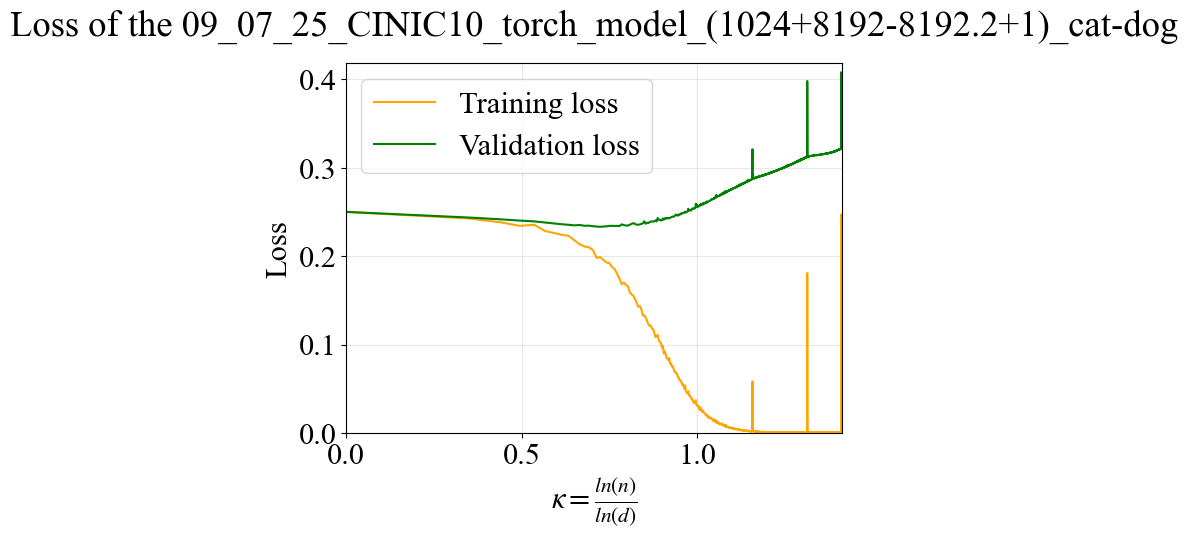 Loss of the 09_07_25_CINIC10_torch_model_(1024+8192-8192.2+1)_cat-dog
0.4
0.3
0.2
0.1
0.0
Loss
Training loss
Validation loss
0.0 0.5 1.0
κ = ln(n)/ln(d)